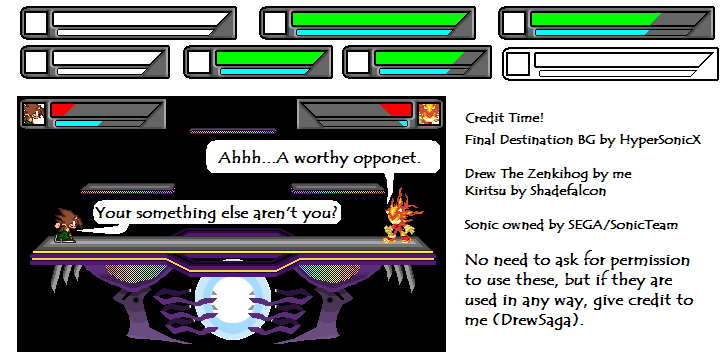 Ahhh...A worthy opponet.
Your something else aren't you?
Credit Time!
Final Destination BG by HyperSonicX
Drew The Zenkihog by me
Kiritsu by Shadefalcon
Sonic owned by SEGA/SonicTeam
No need to ask for permission
to use these, but if they are
used in any way, give credit to
me (DrewSaga).